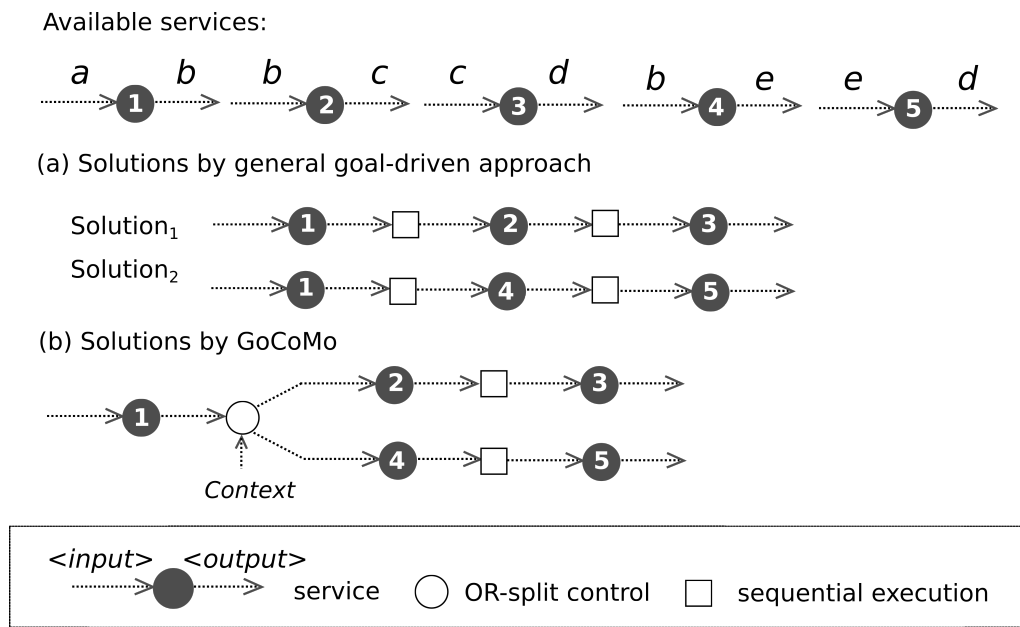 Available services:
a b b c c d b e e d
1 2 3 4 5
(a) Solutions by general goal-driven approach
Solution1 1 2 3
Solution2 1 4 5
(b) Solutions by GoCoMo
2 3
1
4 5
Context
<input> <output>
service OR-split control sequential execution